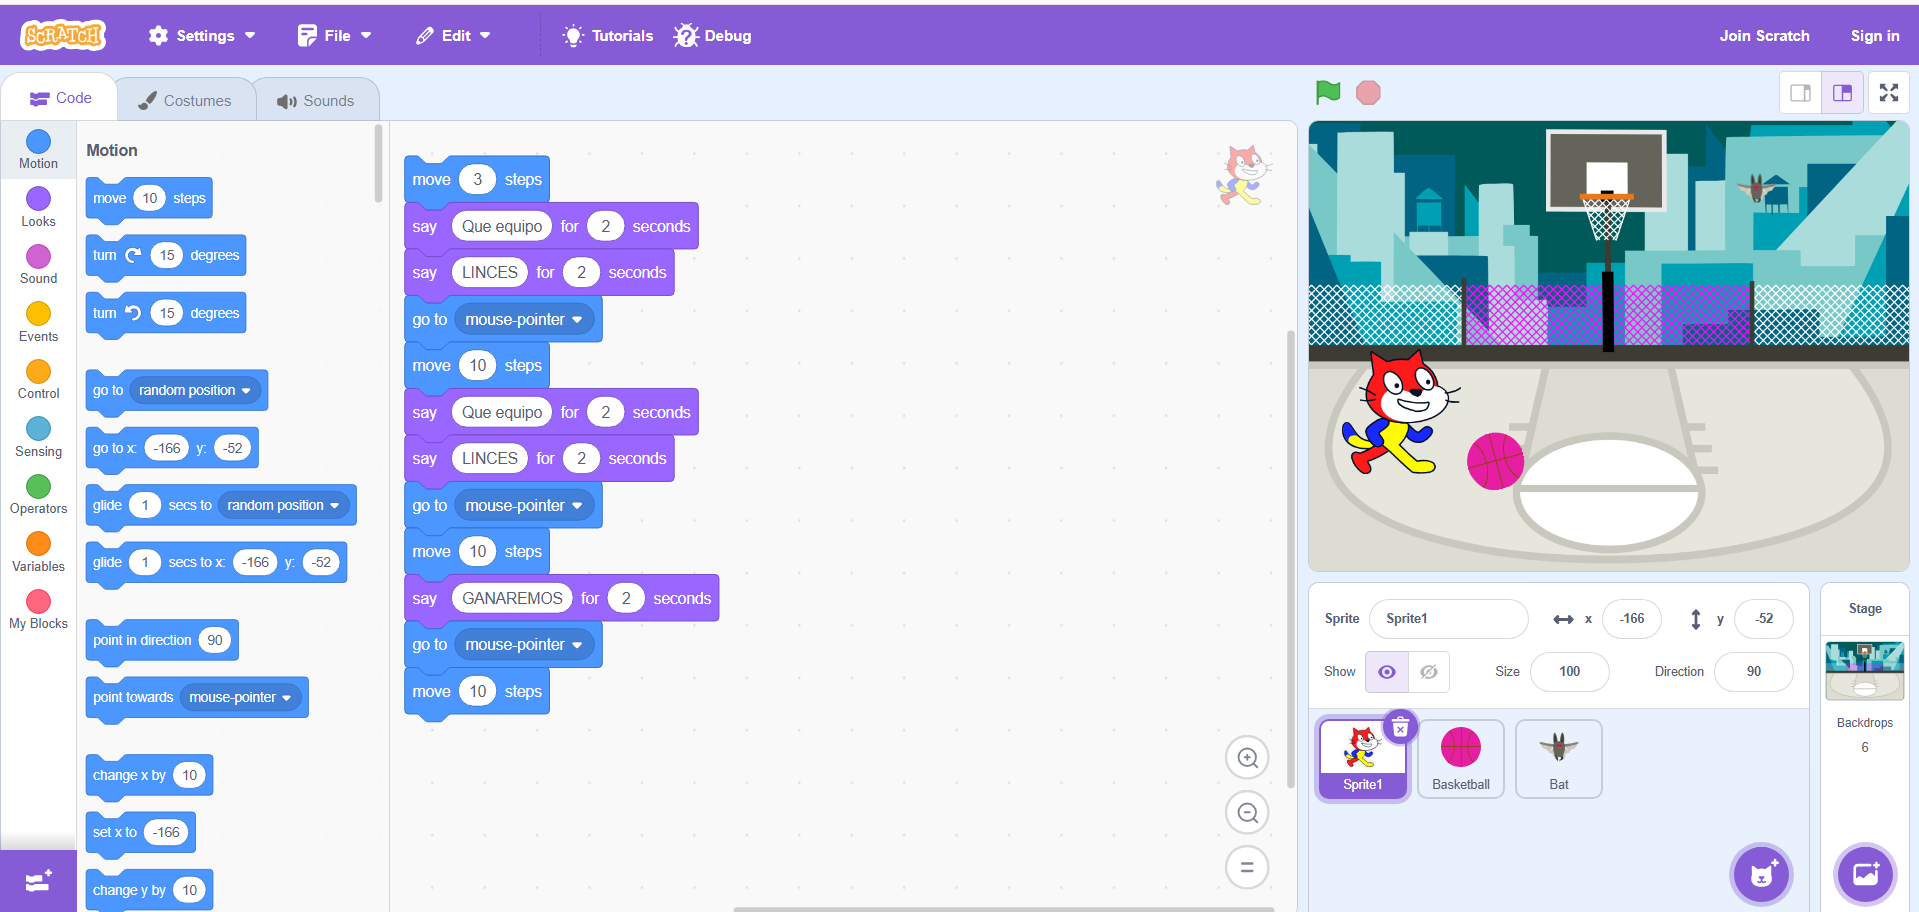 SCRATCH Settings File Edit Tutorials Debug Join Scratch Sign in
Code Costumes Sounds
Motion
Looks
Sound
Events
Control
Sensing
Operators
Variables
My Blocks
Motion
move 10 steps
turn 15 degrees
turn 15 degrees
go to random position
go to x: -166 y: -52
glide 1 secs to random position
glide 1 secs to x: -166 y: -52
point in direction 90
point towards mouse-pointer
change x by 10
set x to -166
change y by 10
move 3 steps
say Que equipo for 2 seconds
say LINCES for 2 seconds
go to mouse-pointer
move 10 steps
say Que equipo for 2 seconds
say LINCES for 2 seconds
go to mouse-pointer
move 10 steps
say GANAREMOS for 2 seconds
go to mouse-pointer
move 10 steps
Sprite Sprite1 x -166 y -52
Show Size 100 Direction 90
Sprite1 Basketball Bat
Stage
Backdrops
6